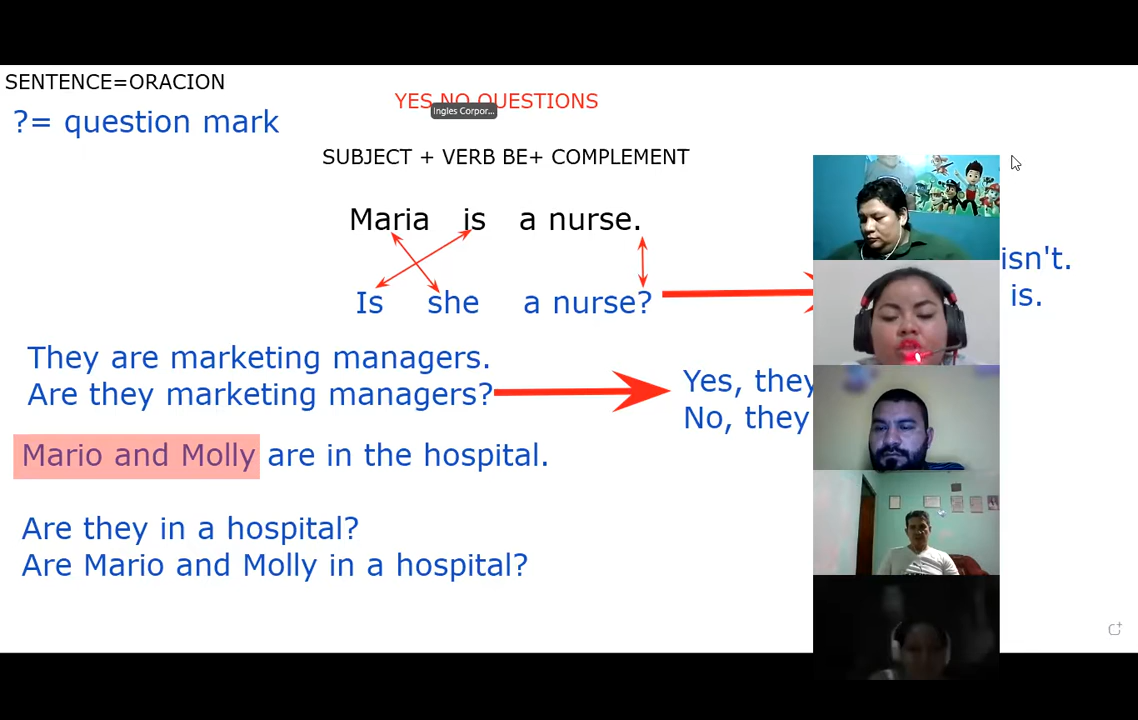 SENTENCE=ORACION
?= question mark
YES NO QUESTIONS
Ingles Corpor...
SUBJECT + VERB BE+ COMPLEMENT
Maria is a nurse.
Is she a nurse?
isn't.
is.
They are marketing managers.
Are they marketing managers?
Yes, they
No, they
Mario and Molly are in the hospital.
Are they in a hospital?
Are Mario and Molly in a hospital?